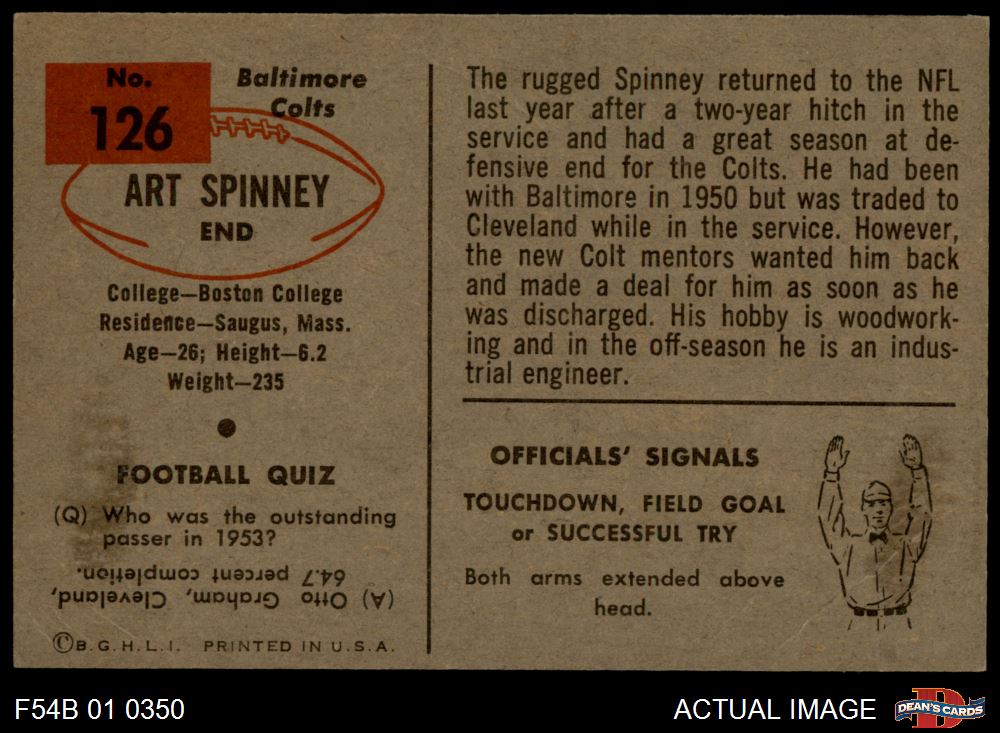 No.
126
Baltimore
Colts
ART SPINNEY
END
College—Boston College
Residence—Saugus, Mass.
Age—26; Height—6.2
Weight—235
FOOTBALL QUIZ
(Q) Who was the outstanding
passer in 1953?
(A) Otto Graham, Cleveland,
64.7 percent completion.
©B.G.H.L.I. PRINTED IN U.S.A.
The rugged Spinney returned to the NFL
last year after a two-year hitch in the
service and had a great season at de-
fensive end for the Colts. He had been
with Baltimore in 1950 but was traded to
Cleveland while in the service. However,
the new Colt mentors wanted him back
and made a deal for him as soon as he
was discharged. His hobby is woodwork-
ing and in the off-season he is an indus-
trial engineer.
OFFICIALS' SIGNALS
TOUCHDOWN, FIELD GOAL
or SUCCESSFUL TRY
Both arms extended above
head.
F54B 01 0350
ACTUAL IMAGE
D
DEAN'S CARDS